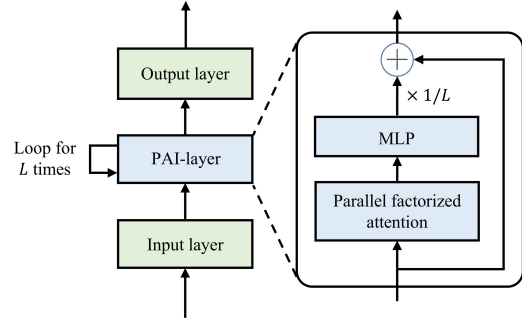 Output layer
Loop for
L times
PAI-layer
Input layer
+
× 1/L
MLP
Parallel factorized
attention